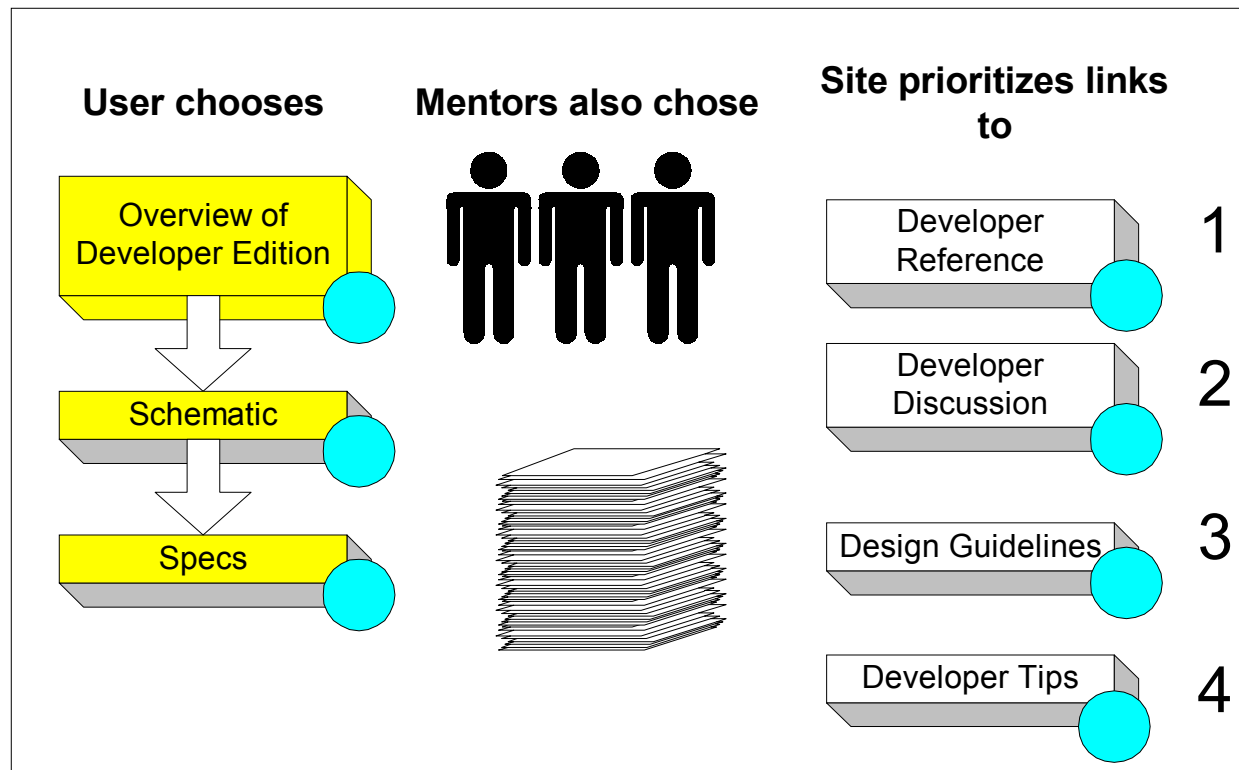 User chooses
Overview of
Developer Edition
Schematic
Specs
Mentors also chose
Site prioritizes links
to
Developer
Reference
1
Developer
Discussion
2
Design Guidelines
3
Developer Tips
4